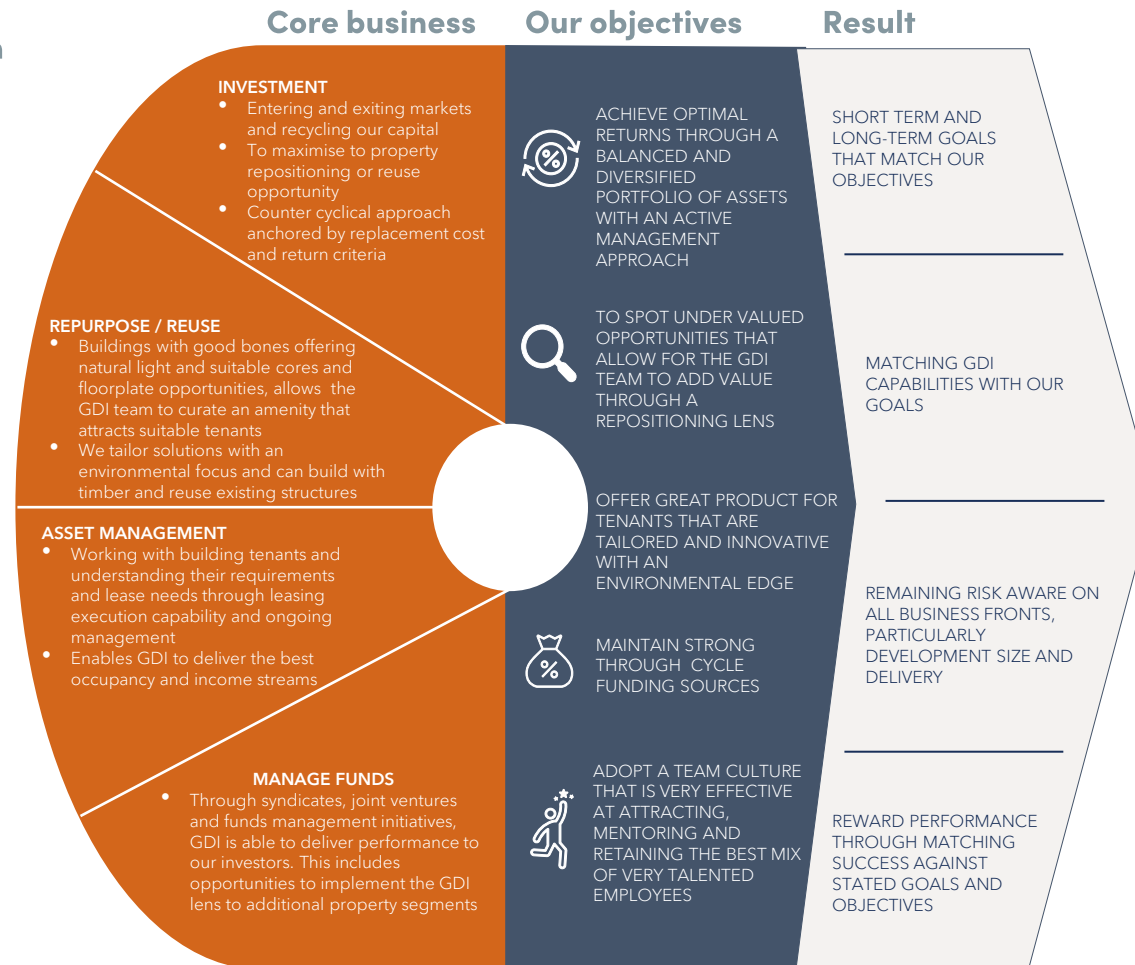 Core business
Our objectives
Result
INVESTMENT
• Entering and exiting markets
and recycling our capital
• To maximise to property
repositioning or reuse
opportunity
• Counter cyclical approach
anchored by replacement cost
and return criteria
REPURPOSE / REUSE
• Buildings with good bones offering
natural light and suitable cores and
floorplate opportunities, allows the
GDI team to curate an amenity that
attracts suitable tenants
• We tailor solutions with an
environmental focus and can build with
timber and reuse existing structures
ASSET MANAGEMENT
• Working with building tenants and
understanding their requirements
and lease needs through leasing
execution capability and ongoing
management
• Enables GDI to deliver the best
occupancy and income streams
MANAGE FUNDS
• Through syndicates, joint ventures
and funds management initiatives,
GDI is able to deliver performance to
our investors. This includes
opportunities to implement the GDI
lens to additional property segments
ACHIEVE OPTIMAL
RETURNS THROUGH A
BALANCED AND
DIVERSIFIED
PORTFOLIO OF ASSETS
WITH AN ACTIVE
MANAGEMENT
APPROACH
TO SPOT UNDER VALUED
OPPORTUNITIES THAT
ALLOW FOR THE GDI
TEAM TO ADD VALUE
THROUGH A
REPOSITIONING LENS
OFFER GREAT PRODUCT FOR
TENANTS THAT ARE
TAILORED AND INNOVATIVE
WITH AN
ENVIRONMENTAL EDGE
MAINTAIN STRONG
THROUGH CYCLE
FUNDING SOURCES
ADOPT A TEAM CULTURE
THAT IS VERY EFFECTIVE
AT ATTRACTING,
MENTORING AND
RETAINING THE BEST MIX
OF VERY TALENTED
EMPLOYEES
SHORT TERM AND
LONG-TERM GOALS
THAT MATCH OUR
OBJECTIVES
MATCHING GDI
CAPABILITIES WITH OUR
GOALS
REMAINING RISK AWARE ON
ALL BUSINESS FRONTS,
PARTICULARLY
DEVELOPMENT SIZE AND
DELIVERY
REWARD PERFORMANCE
THROUGH MATCHING
SUCCESS AGAINST
STATED GOALS AND
OBJECTIVES